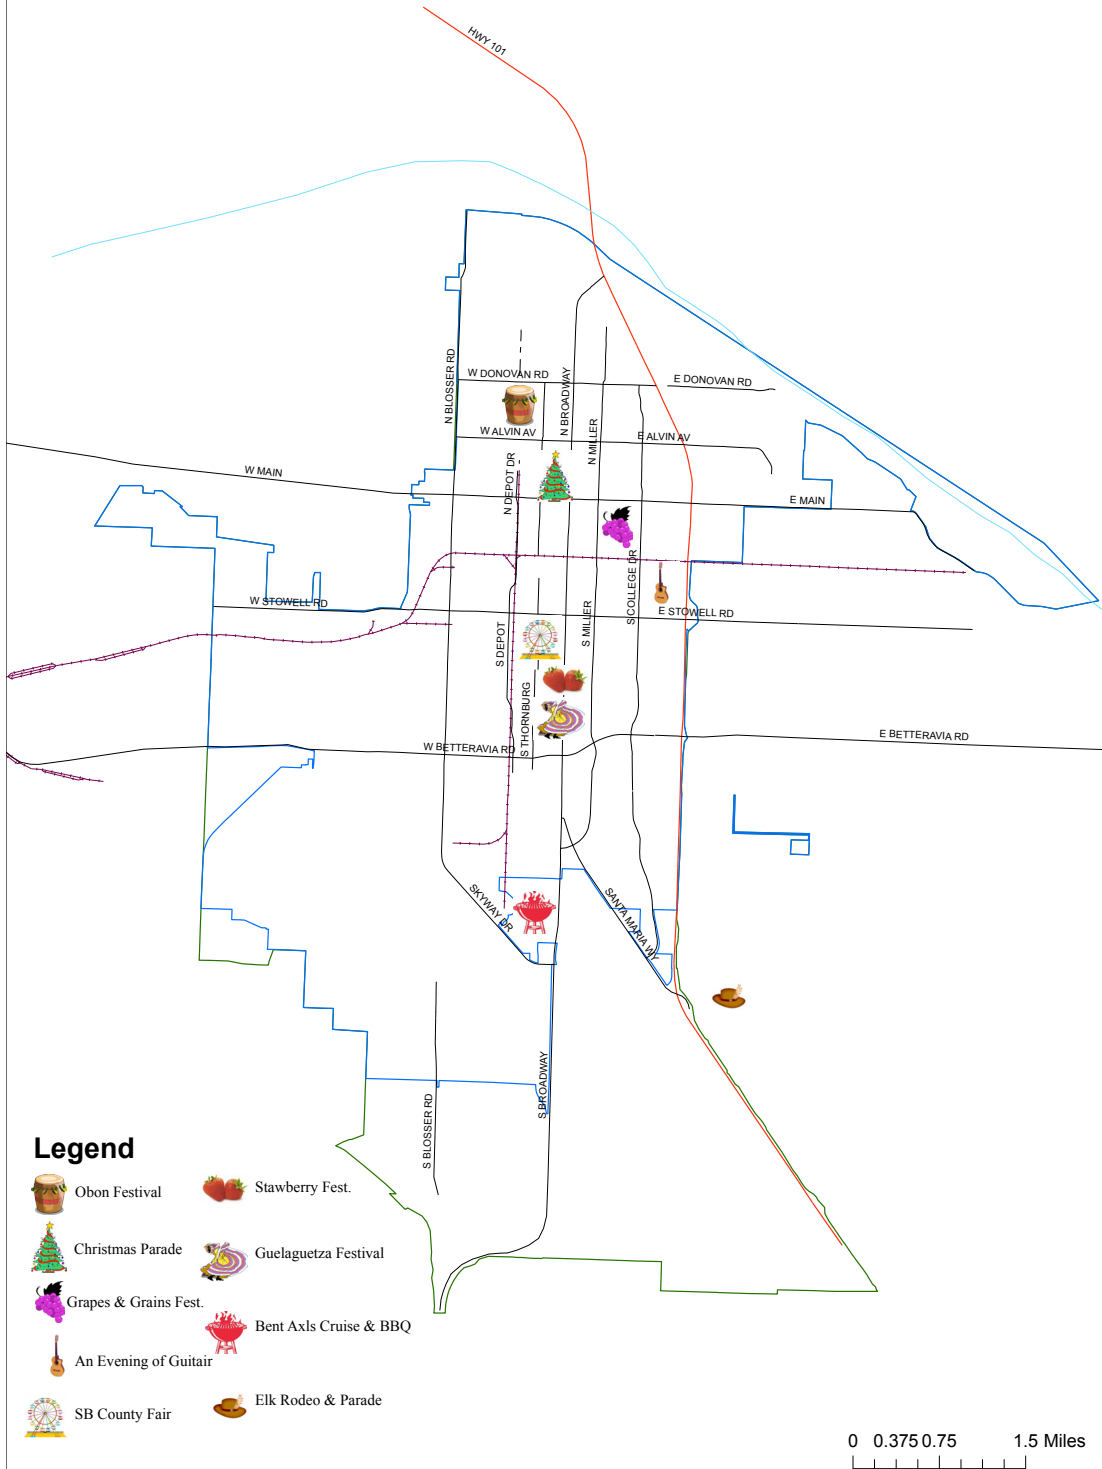 HWY 101
N BLOSSER RD
W DONOVAN RD
N BROADWAY
E DONOVAN RD
W ALVIN AV
N MILLER
E ALVIN AV
W MAIN
N DEPOT DR
E MAIN
S COLLEGE DR
W STOWELL RD
E STOWELL RD
S DEPOT
S MILLER
S THORNBURG
W BETTERAVIA RD
E BETTERAVIA RD
SKYWAY DR
SANTA MARIA WY
S BROADWAY
S BLOSSER RD
Legend
Obon Festival
Stawberry Fest.
Christmas Parade
Guelaguetza Festival
Grapes & Grains Fest.
Bent Axls Cruise & BBQ
An Evening of Guitair
Elk Rodeo & Parade
SB County Fair
0 0.375 0.75 1.5 Miles